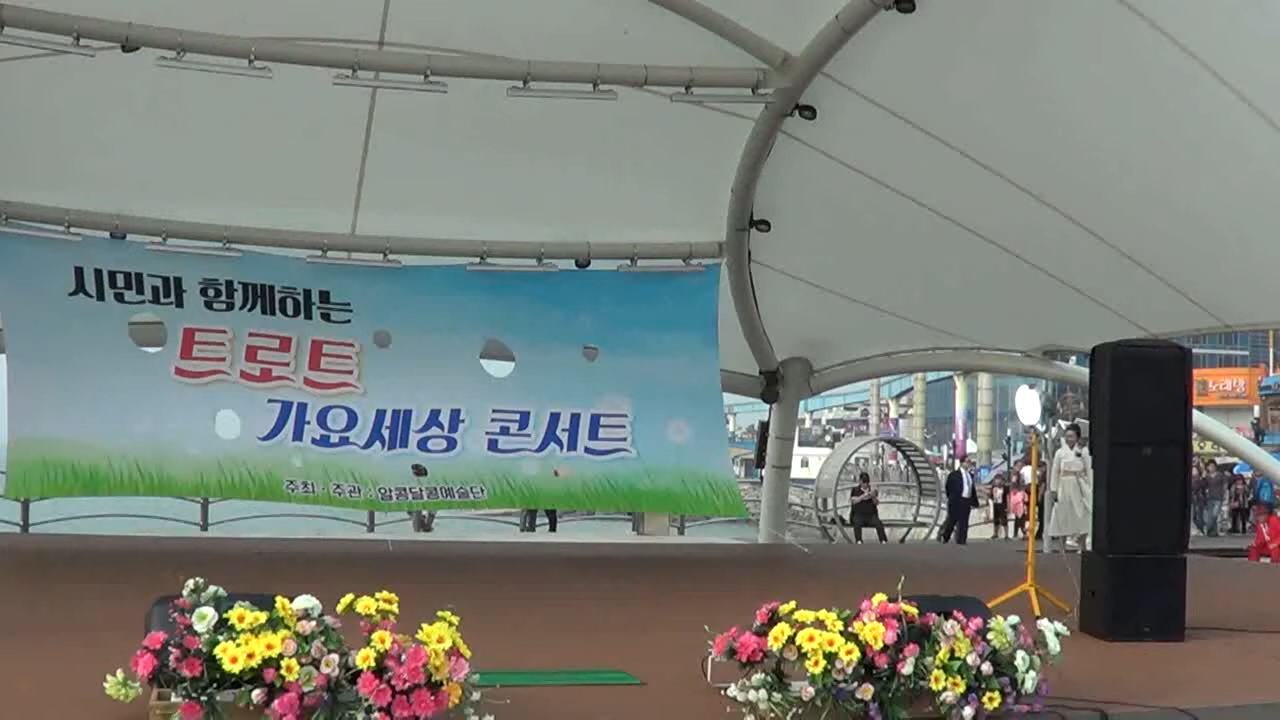 시민과 함께하는
트로트
가요세상 콘서트
주최·주관 : 알콩달콩예술단
노래방